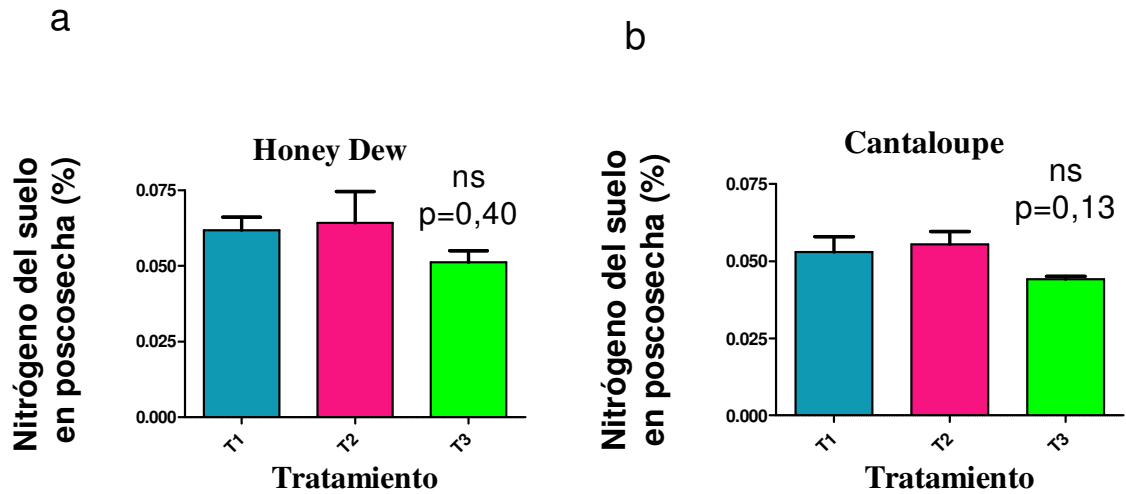 a
Honey Dew
Nitrógeno del suelo
en poscosecha (%)
0.075
0.050
0.025
0.000
ns
p=0,40
T1
T2
T3
Tratamiento
b
Cantaloupe
Nitrógeno del suelo
en poscosecha (%)
0.075
0.050
0.025
0.000
ns
p=0,13
T1
T2
T3
Tratamiento